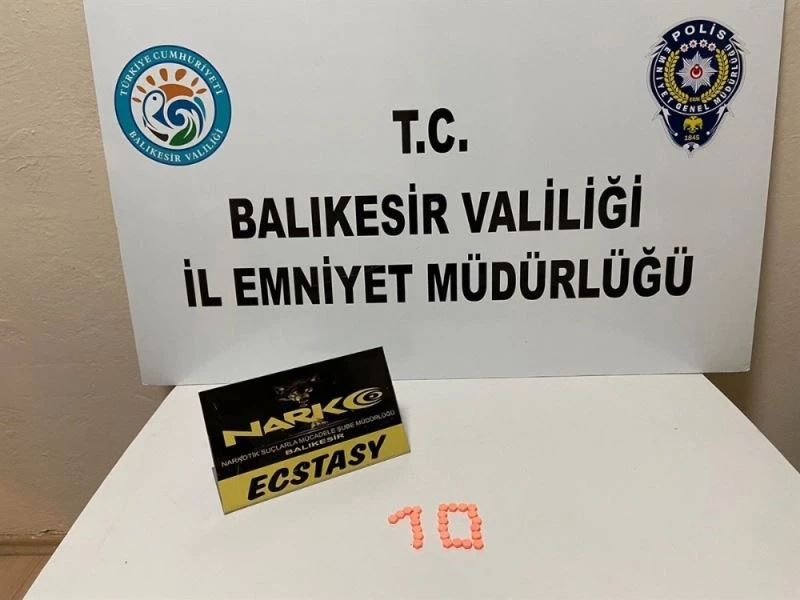 TÜRKİYE CUMHURİYETİ
BALIKESİR VALİLİĞİ
POLİS
EMNİYET GENEL MÜDÜRLÜĞÜ
1845
T.C.
BALIKESİR VALİLİĞİ
İL EMNİYET MÜDÜRLÜĞÜ
NARKO
NARKOTİK SUÇLARLA MÜCADELE ŞUBE MÜDÜRLÜĞÜ
BALIKESİR
ECSTASY
10